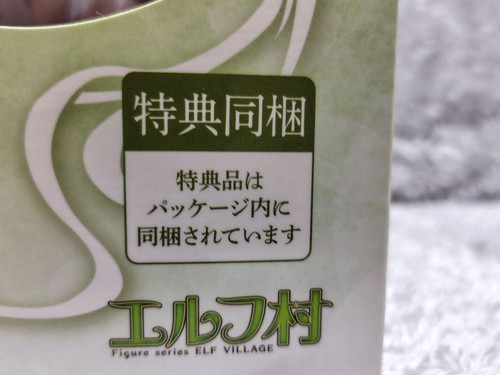 特典同梱
特典品は
パッケージ内に
同梱されています
エルフ村
Figure series ELF VILLAGE